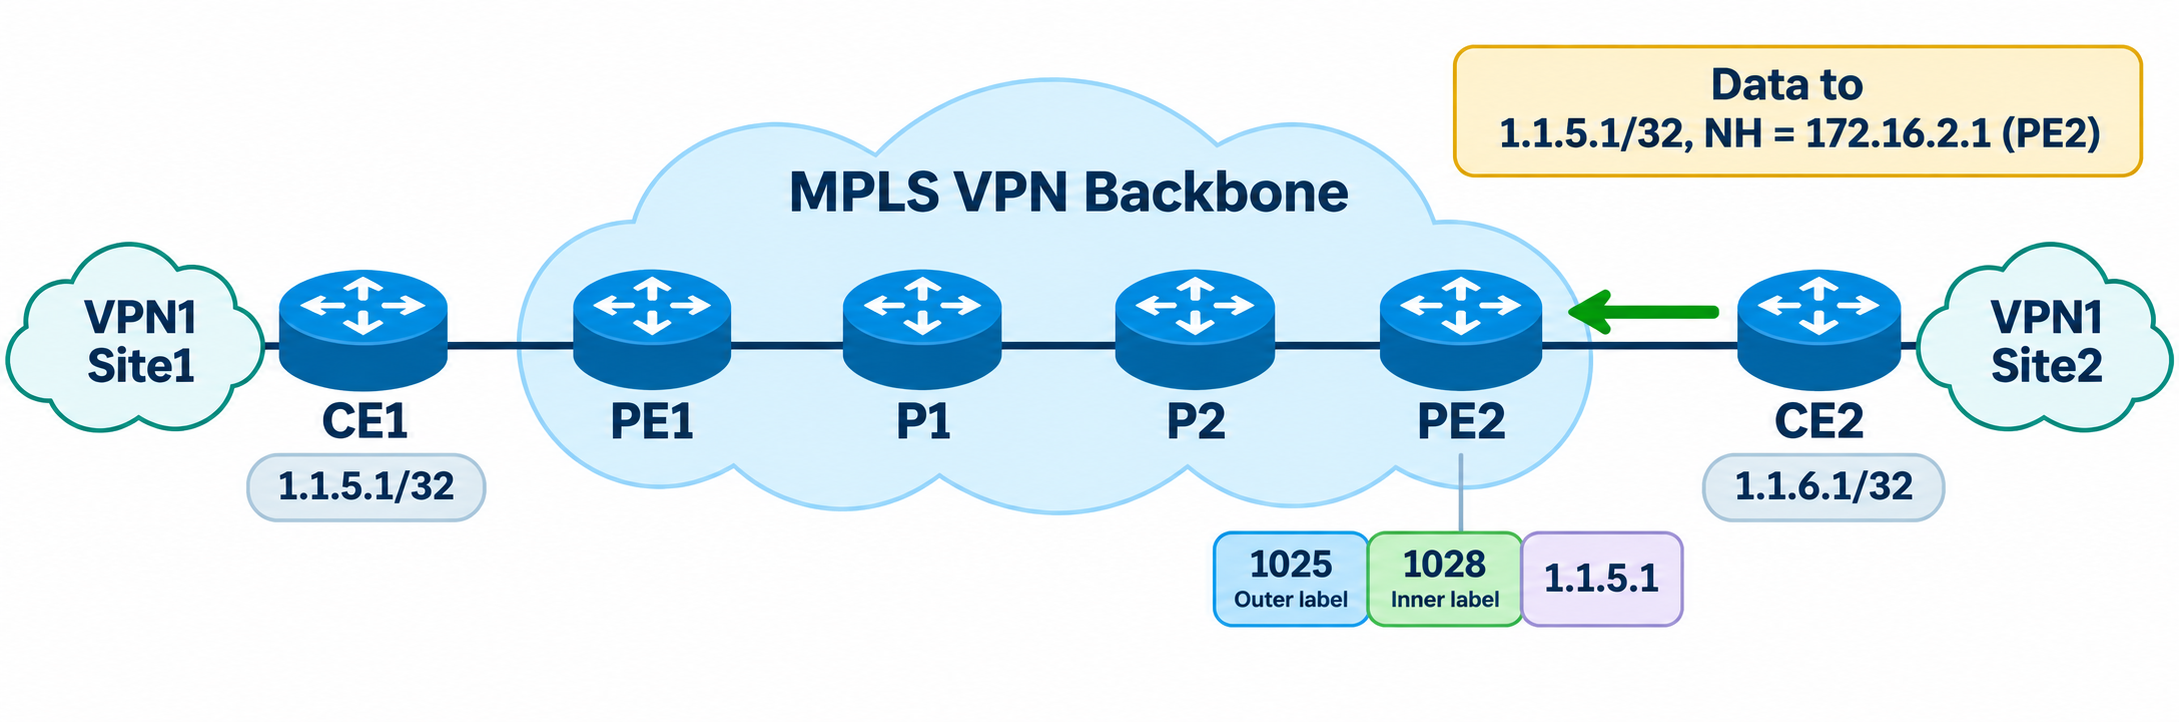 Data to
1.1.5.1/32, NH = 172.16.2.1 (PE2)
MPLS VPN Backbone
VPN1
Site1
VPN1
Site2
CE1
PE1
P1
P2
PE2
CE2
1.1.5.1/32
1.1.6.1/32
1025
Outer label
1028
Inner label
1.1.5.1